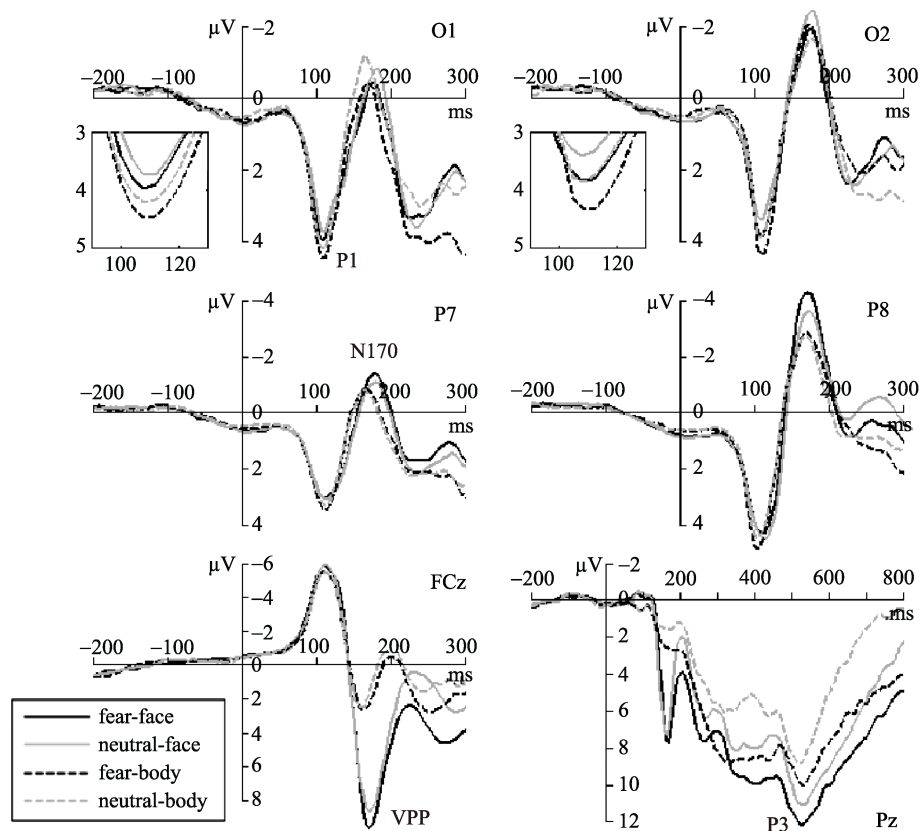 μV −2 O1
−200 −100 0 100 200 300
ms
2
4
P1
3
4
5
100 120
μV −2 O2
−200 −100 0 100 200 300
ms
2
4
3
4
5
100 120
μV −4 P7
−2 N170
−200 −100 0 100 200 300
ms
2
4
μV −4 P8
−2
−200 −100 0 100 200 300
ms
2
4
μV −6 FCz
−4
−2
−200 −100 0 100 200 300
ms
2
4
6
8
VPP
μV −2
−200 0 200 400 600 800
ms
2
4
6
8
10
12
P3 Pz
fear-face
neutral-face
fear-body
neutral-body